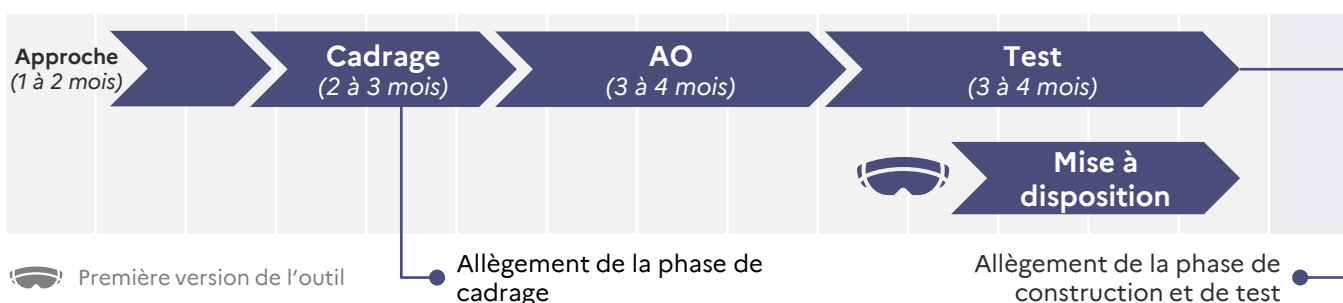 Approche
(1 à 2 mois)
Cadrage
(2 à 3 mois)
AO
(3 à 4 mois)
Test
(3 à 4 mois)
Mise à
disposition
Première version de l'outil
Allègement de la phase de
cadrage
Allègement de la phase de
construction et de test